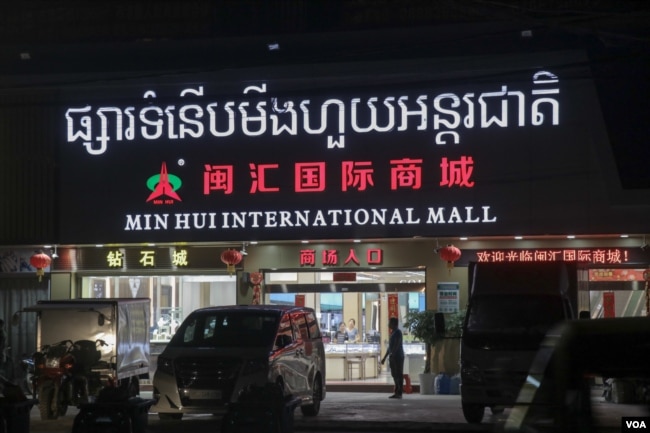 ផ្សារទំនើបមីងហួយអន្តរជាតិ
®
闽汇国际商城
MIN HUI
MIN HUI INTERNATIONAL MALL
钻石城
商场入口
欢迎光临闽汇国际商城
VOA